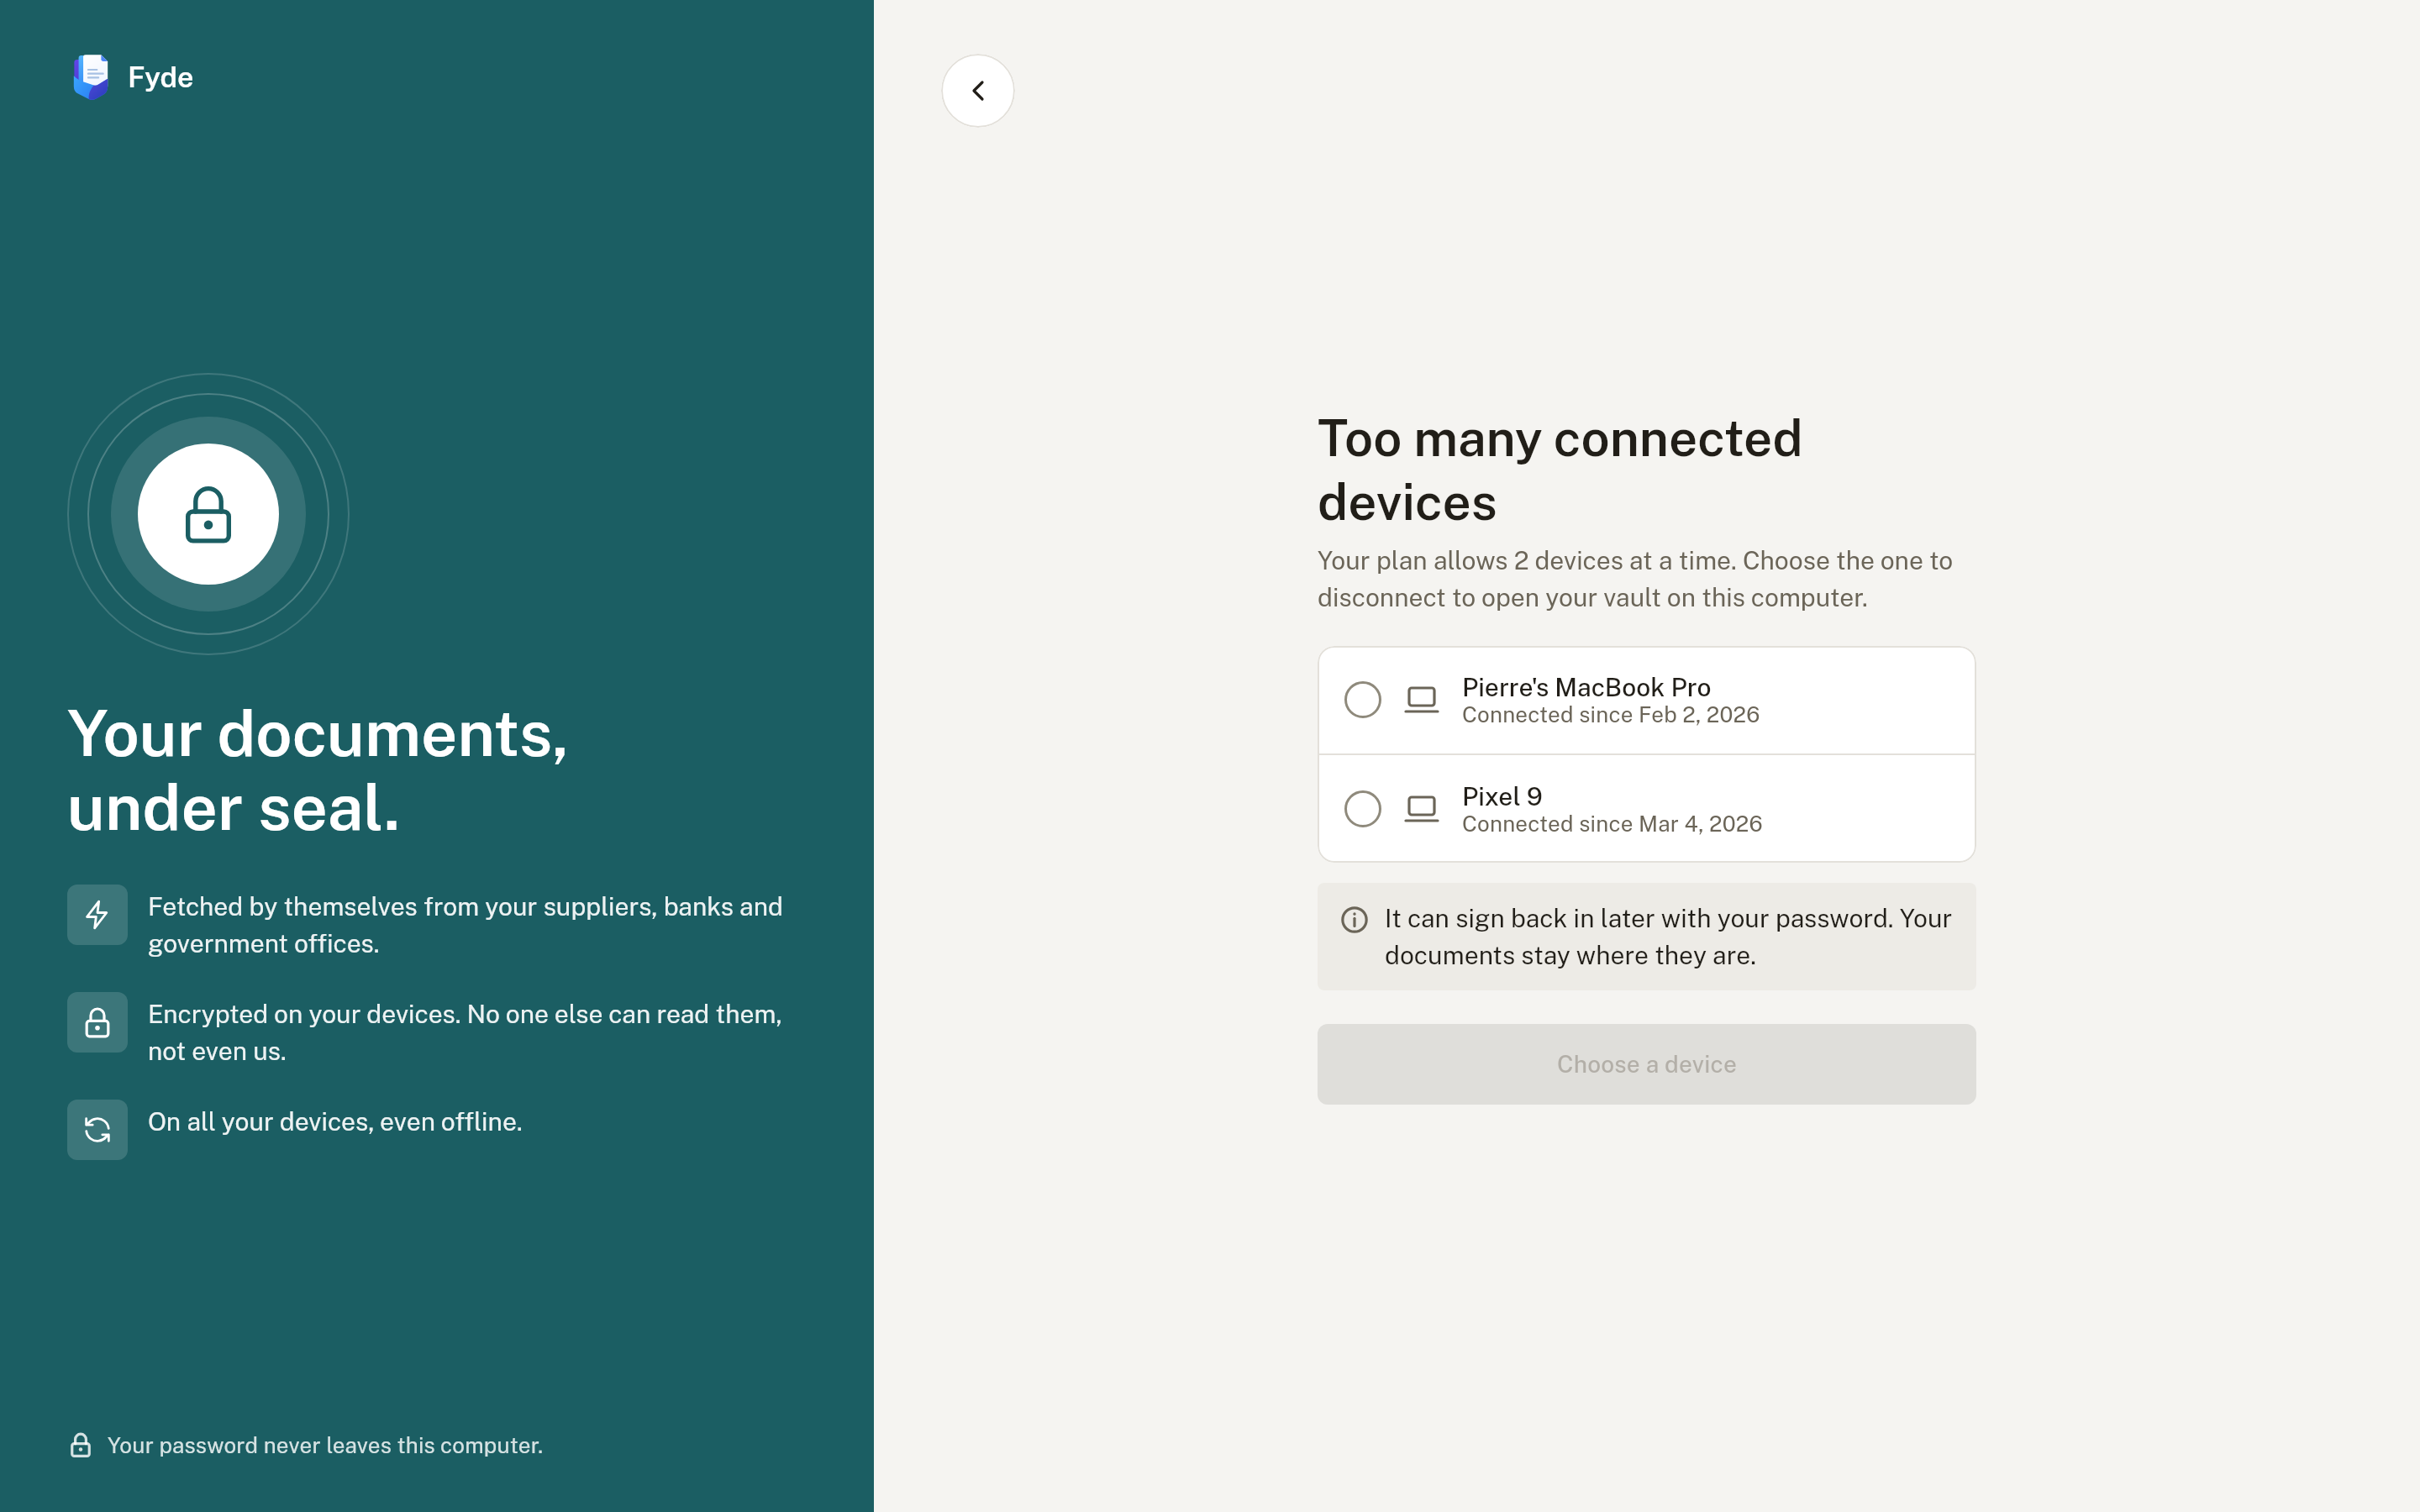 Fyde
Your documents,
under seal.
Fetched by themselves from your suppliers, banks and
government offices.
Encrypted on your devices. No one else can read them,
not even us.
On all your devices, even offline.
Your password never leaves this computer.
Too many connected
devices
Your plan allows 2 devices at a time. Choose the one to
disconnect to open your vault on this computer.
Pierre's MacBook Pro
Connected since Feb 2, 2026
Pixel 9
Connected since Mar 4, 2026
It can sign back in later with your password. Your
documents stay where they are.
Choose a device